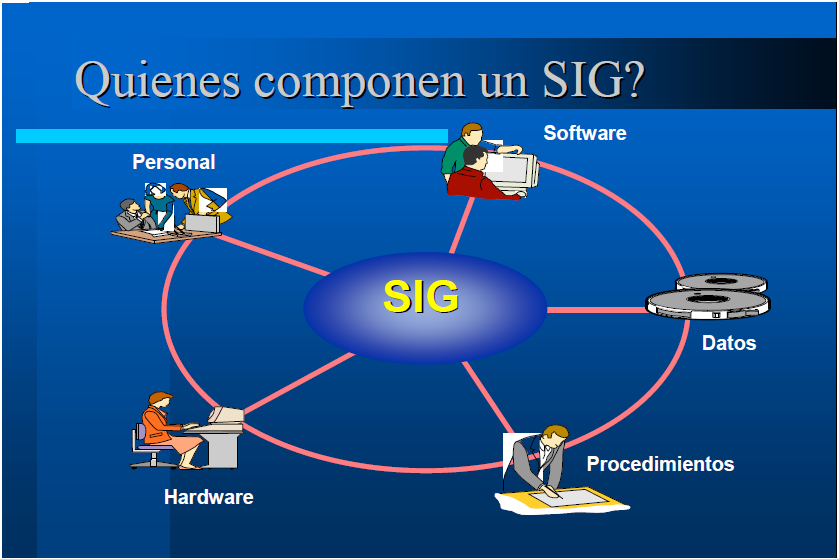 Quienes componen un SIG?
Software
Personal
SIG
Datos
Procedimientos
Hardware